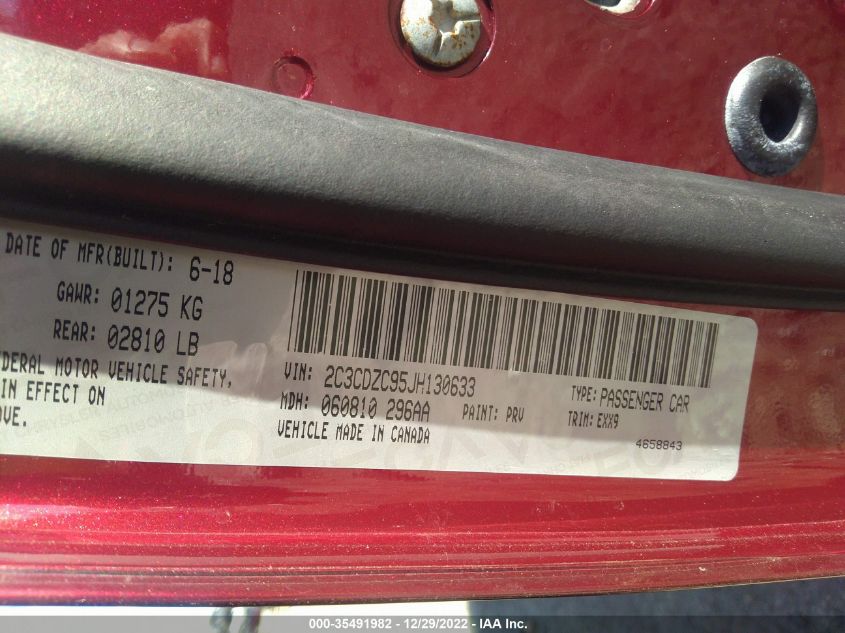 DATE OF MFR(BUILT): 6-18
GAWR: 01275 KG
REAR: 02810 LB
DERAL MOTOR VEHICLE SAFETY,
IN EFFECT ON
OVE.
VIN: 2C3CDZC95JH130633
TYPE: PASSENGER CAR
MDH: 060810 296AA
PAINT: PRV
TRIM: EXX9
VEHICLE MADE IN CANADA
4658843
000-35491982 - 12/29/2022 - IAA Inc.